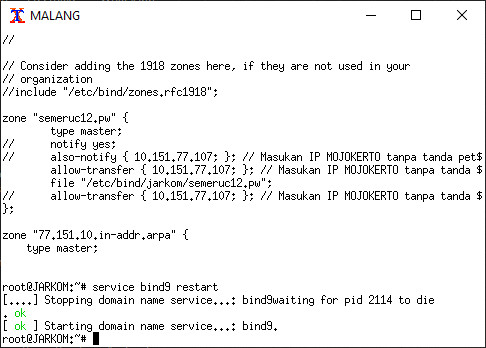 MALANG
//
// Consider adding the 1918 zones here, if they are not used in your
// organization
//include "/etc/bind/zones.rfc1918";
zone "semeruc12.pw" {
type master;
// notify yes;
// also-notify { 10.151.77.107; }; // Masukan IP MOJOKERTO tanpa tanda pet$
allow-transfer { 10.151.77.107; }; // Masukan IP MOJOKERTO tanpa tanda $
file "/etc/bind/jarkom/semeruc12.pw";
// allow-transfer { 10.151.77.107; }; // Masukan IP MOJOKERTO tanpa tanda $
};
zone "77.151.10.in-addr.arpa" {
type master;
root@JARKOM:~# service bind9 restart
[....] Stopping domain name service...: bind9waiting for pid 2114 to die
. ok
[ ok ] Starting domain name service...: bind9.
root@JARKOM:~#